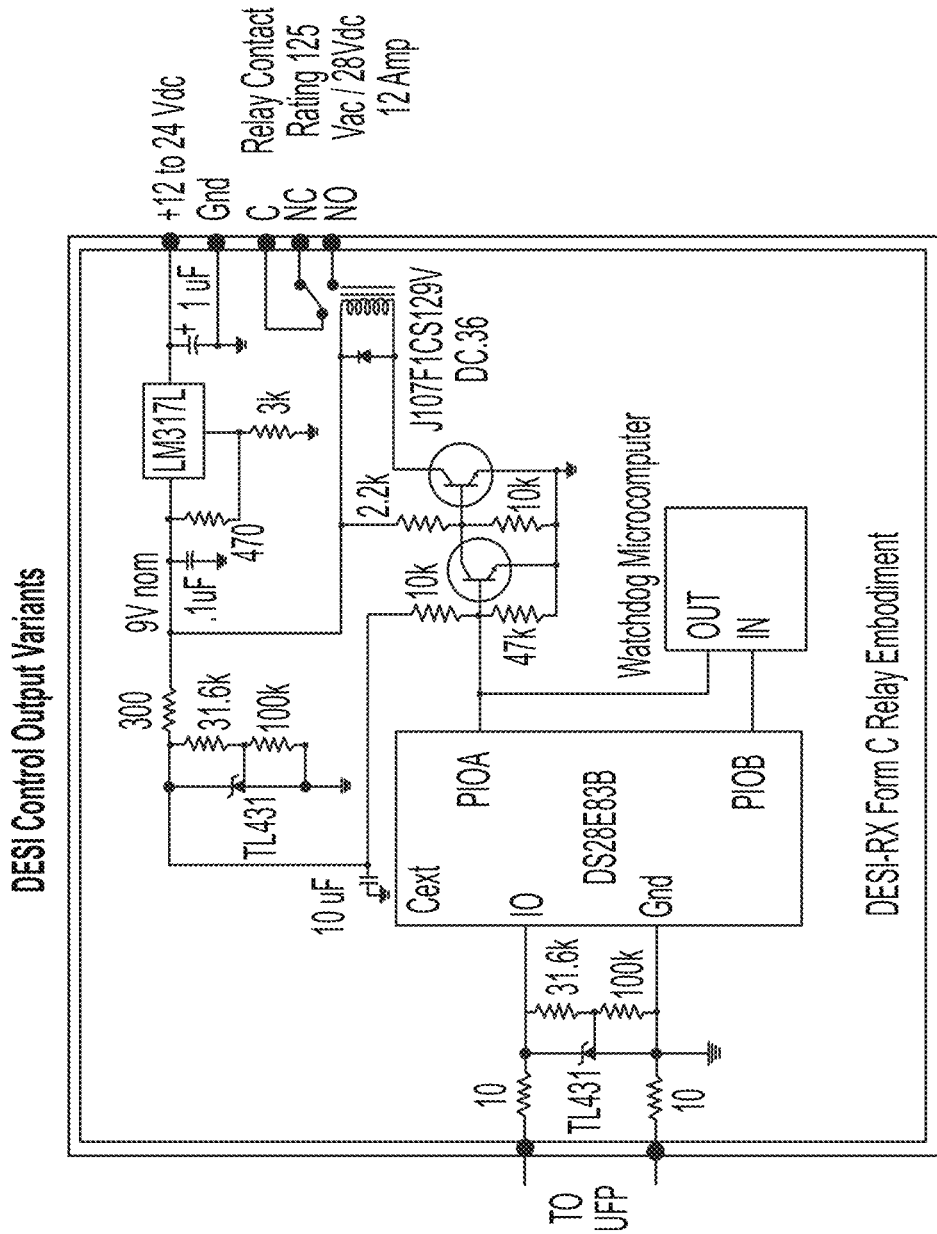 DESI Control Output Variants
+12 to 24 Vdc
Gnd
C
NC
NO
Relay Contact
Rating 125
Vac / 28Vdc
12 Amp
+
1 uF
LM317L
3k
470
.1uF
9V nom
300
31.6k
100k
TL431
10 uF
J107F1CS129V
DC.36
2.2k
10k
10k
47k
Watchdog Microcomputer
OUT
IN
Cext
PIOA
IO
DS28E83B
Gnd
PIOB
31.6k
100k
TL431
10
10
TO
UFP
DESI-RX Form C Relay Embodiment